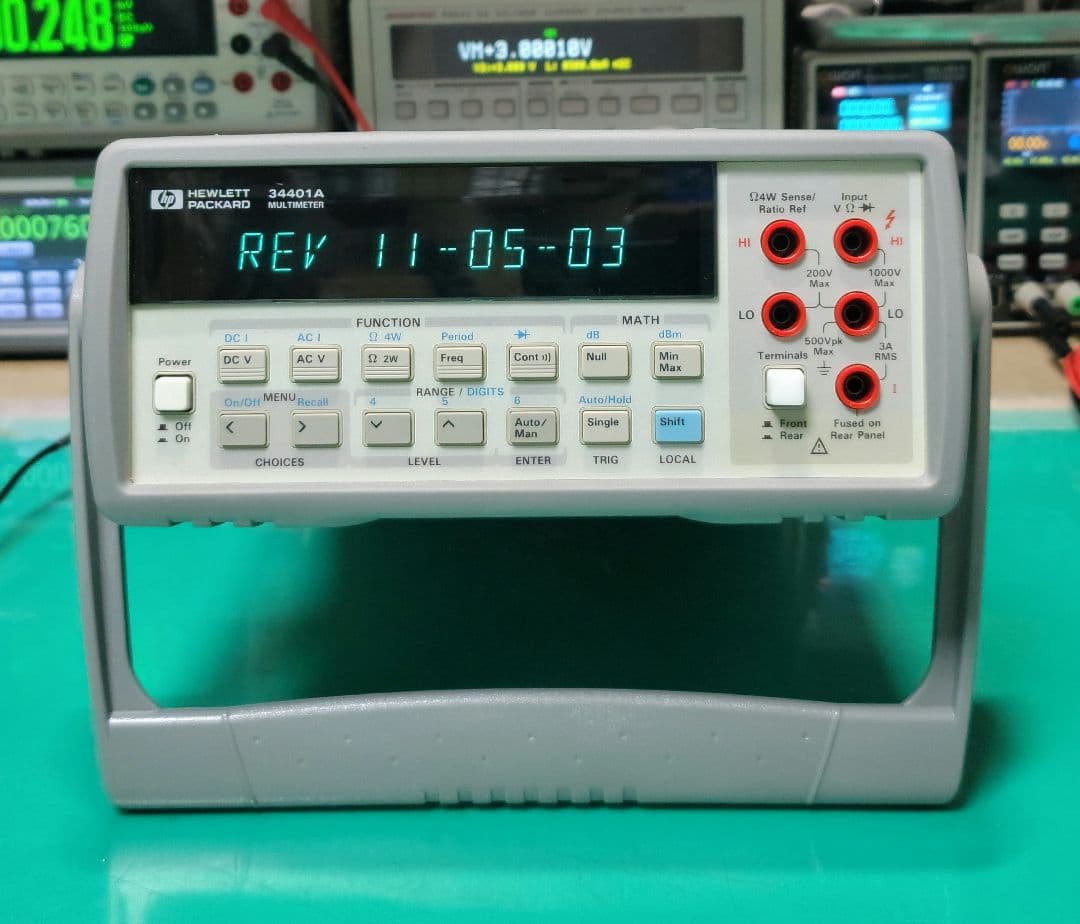 0.248
VM+3.00010V
000760
hp HEWLETT PACKARD
34401A
MULTIMETER
REV 11-05-03
Ω4W Sense/
Ratio Ref
Input
V Ω
HI
HI
200V
Max
1000V
Max
LO
LO
500Vpk
Max
3A
RMS
Terminals
I
Front
Rear
Fused on
Rear Panel
Power
Off
On
FUNCTION
MATH
DC I
AC I
Ω 4W
Period
dB
dBm
DC V
AC V
Ω 2W
Freq
Cont
Null
Min
Max
RANGE / DIGITS
On/Off
MENU
Recall
4
5
6
Auto/Hold
<
>
Auto/
Man
Single
Shift
CHOICES
LEVEL
ENTER
TRIG
LOCAL